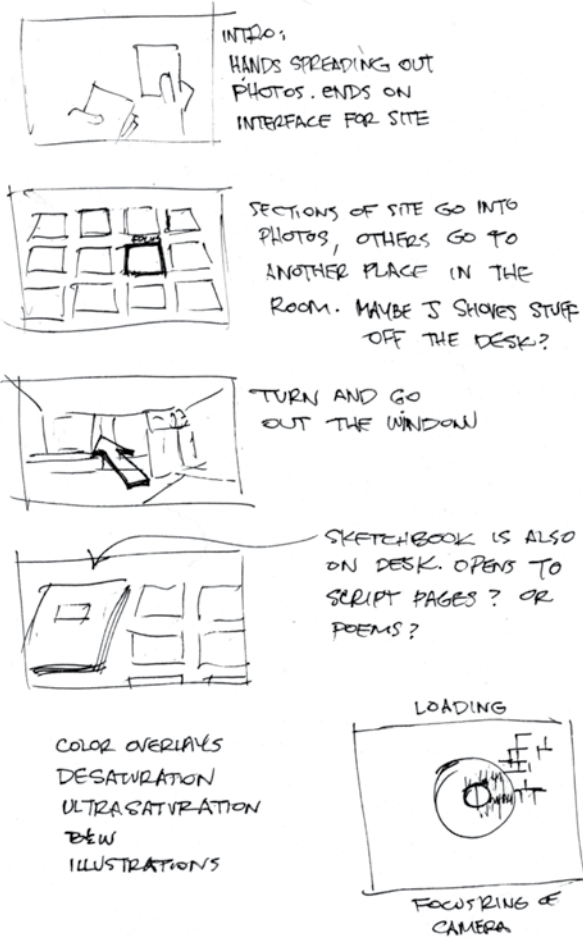 INTRO:
HANDS SPREADING OUT
PHOTOS. ENDS ON
INTERFACE FOR SITE
SECTIONS OF SITE GO INTO
PHOTOS, OTHERS GO TO
ANOTHER PLACE IN THE
ROOM. MAYBE J SHOVES STUFF
OFF THE DESK?
TURN AND GO
OUT THE WINDOW
SKETCHBOOK IS ALSO
ON DESK. OPENS TO
SCRIPT PAGES? OR
POEMS?
LOADING
COLOR OVERLAYS
DESATURATION
ULTRASATURATION
B&W
ILLUSTRATIONS
FOCUS RING OF
CAMERA